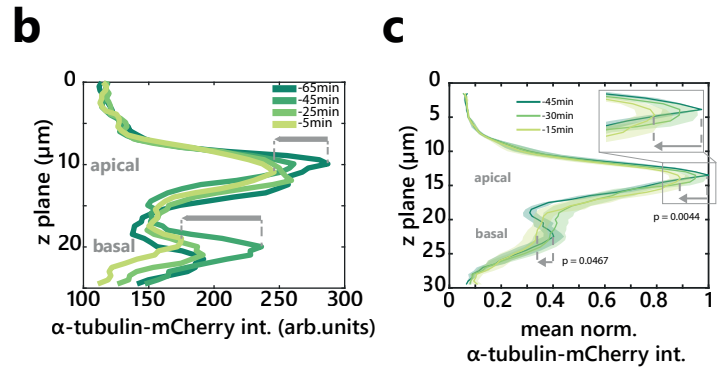 b
0
10
20
z plane (μm)
-65min
-45min
-25min
-5min
apical
basal
100 200 300
α-tubulin-mCherry int. (arb.units)
c
0
5
10
15
20
25
30
z plane (μm)
-45min
-30min
-15min
apical
p = 0.0044
basal
p = 0.0467
0 0.2 0.4 0.6 0.8 1
mean norm.
α-tubulin-mCherry int.